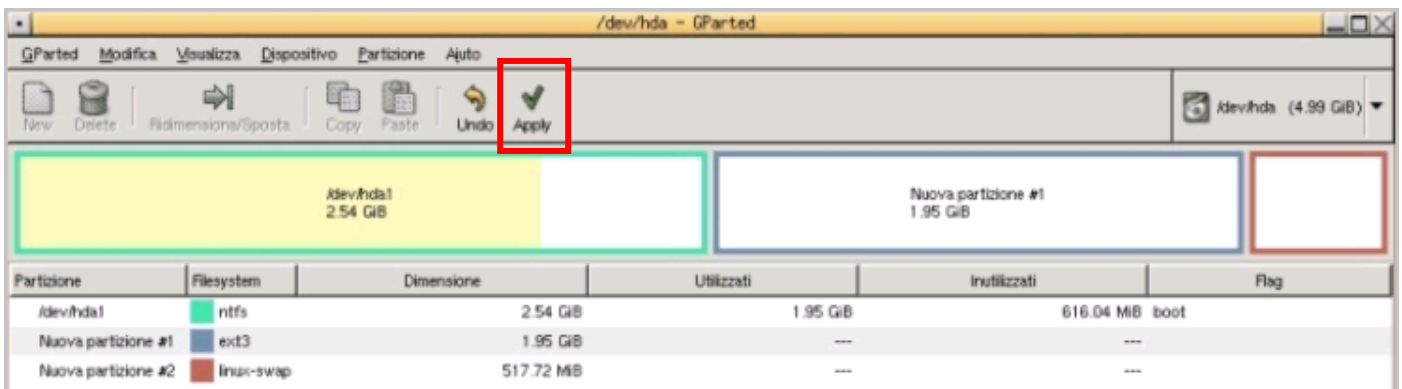 /dev/hda - GParted
GParted Modifica Visualizza Dispositivo Partizione Aiuto
New Delete Ridimensiona/Sposta Copy Paste Undo Apply /dev/hda (4.99 GiB)
/dev/hda1
2.54 GiB
Nuova partizione #1
1.95 GiB
Partizione Filesystem Dimensione Utilizzati Inutilizzati Flag
/dev/hda1 ntfs 2.54 GiB 1.95 GiB 616.04 MiB boot
Nuova partizione #1 ext3 1.95 GiB --- ---
Nuova partizione #2 linux-swap 517.72 MiB --- ---